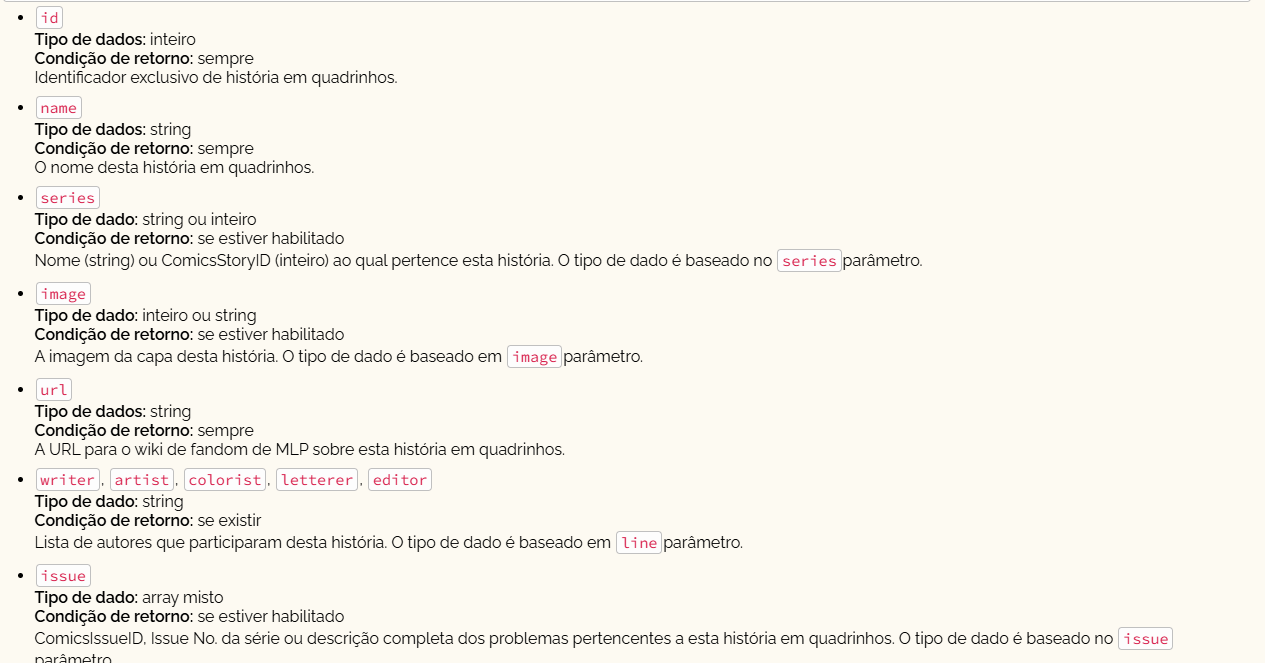 id
Tipo de dados: inteiro
Condição de retorno: sempre
Identificador exclusivo de história em quadrinhos.
name
Tipo de dados: string
Condição de retorno: sempre
O nome desta história em quadrinhos.
series
Tipo de dado: string ou inteiro
Condição de retorno: se estiver habilitado
Nome (string) ou ComicsStoryID (inteiro) ao qual pertence esta história. O tipo de dado é baseado no series parâmetro.
image
Tipo de dado: inteiro ou string
Condição de retorno: se estiver habilitado
A imagem da capa desta história. O tipo de dado é baseado em image parâmetro.
url
Tipo de dados: string
Condição de retorno: sempre
A URL para o wiki de fandom de MLP sobre esta história em quadrinhos.
writer, artist, colorist, letterer, editor
Tipo de dado: string
Condição de retorno: se existir
Lista de autores que participaram desta história. O tipo de dado é baseado em line parâmetro.
issue
Tipo de dado: array misto
Condição de retorno: se estiver habilitado
ComicsIssueID, Issue No. da série ou descrição completa dos problemas pertencentes a esta história em quadrinhos. O tipo de dado é baseado no issue
parâmetro